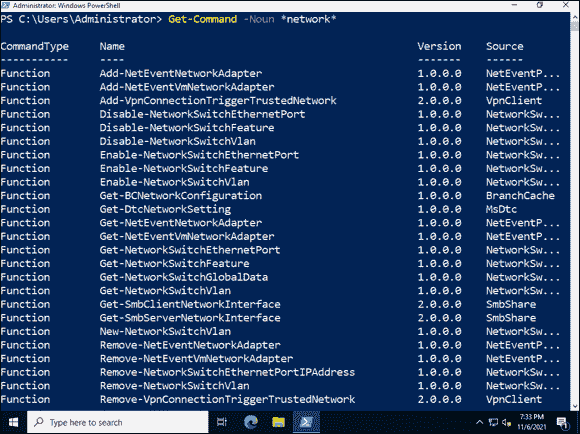 Administrator: Windows PowerShell
PS C:\Users\Administrator> Get-Command -Noun *network*
CommandType Name Version Source
----------- ---- ------- ------
Function Add-NetEventNetworkAdapter 1.0.0.0 NetEventP...
Function Add-NetEventVmNetworkAdapter 1.0.0.0 NetEventP...
Function Add-VpnConnectionTriggerTrustedNetwork 2.0.0.0 VpnClient
Function Disable-NetworkSwitchEthernetPort 1.0.0.0 NetworkSw...
Function Disable-NetworkSwitchFeature 1.0.0.0 NetworkSw...
Function Disable-NetworkSwitchVlan 1.0.0.0 NetworkSw...
Function Enable-NetworkSwitchEthernetPort 1.0.0.0 NetworkSw...
Function Enable-NetworkSwitchFeature 1.0.0.0 NetworkSw...
Function Enable-NetworkSwitchVlan 1.0.0.0 NetworkSw...
Function Get-BCNetworkConfiguration 1.0.0.0 BranchCache
Function Get-DtcNetworkSetting 1.0.0.0 MsDtc
Function Get-NetEventNetworkAdapter 1.0.0.0 NetEventP...
Function Get-NetEventVmNetworkAdapter 1.0.0.0 NetEventP...
Function Get-NetworkSwitchEthernetPort 1.0.0.0 NetworkSw...
Function Get-NetworkSwitchFeature 1.0.0.0 NetworkSw...
Function Get-NetworkSwitchGlobalData 1.0.0.0 NetworkSw...
Function Get-NetworkSwitchVlan 1.0.0.0 NetworkSw...
Function Get-SmbClientNetworkInterface 2.0.0.0 SmbShare
Function Get-SmbServerNetworkInterface 2.0.0.0 SmbShare
Function New-NetworkSwitchVlan 1.0.0.0 NetworkSw...
Function Remove-NetEventNetworkAdapter 1.0.0.0 NetEventP...
Function Remove-NetEventVmNetworkAdapter 1.0.0.0 NetEventP...
Function Remove-NetworkSwitchEthernetPortIPAddress 1.0.0.0 NetworkSw...
Function Remove-NetworkSwitchVlan 1.0.0.0 NetworkSw...
Function Remove-VpnConnectionTriggerTrustedNetwork 2.0.0.0 VpnClient
Type here to search
7:33 PM
11/6/2021
1